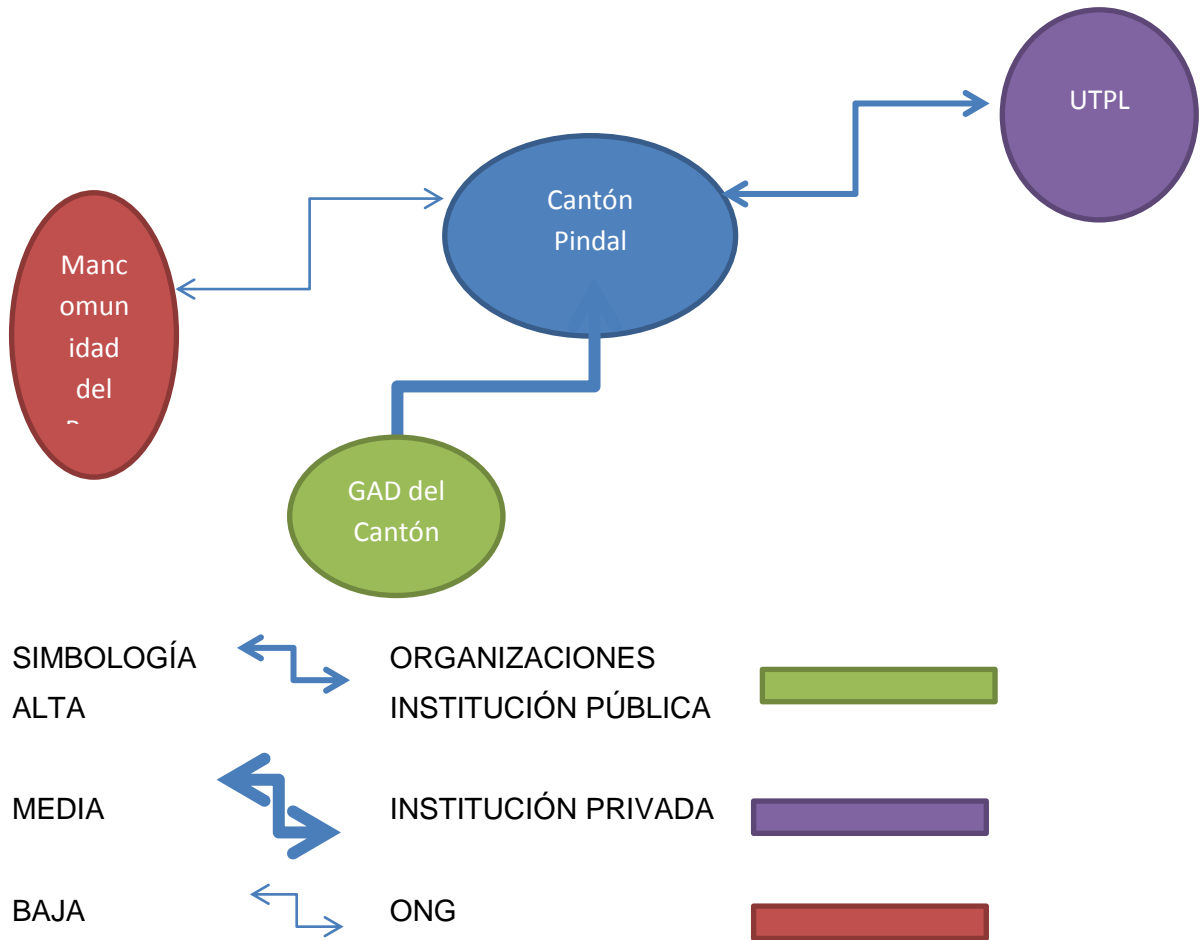 UTPL
Cantón
Pindal
Manc
omun
idad
del
GAD del
Cantón
SIMBOLOGÍA ORGANIZACIONES
ALTA INSTITUCIÓN PÚBLICA
MEDIA INSTITUCIÓN PRIVADA
BAJA ONG